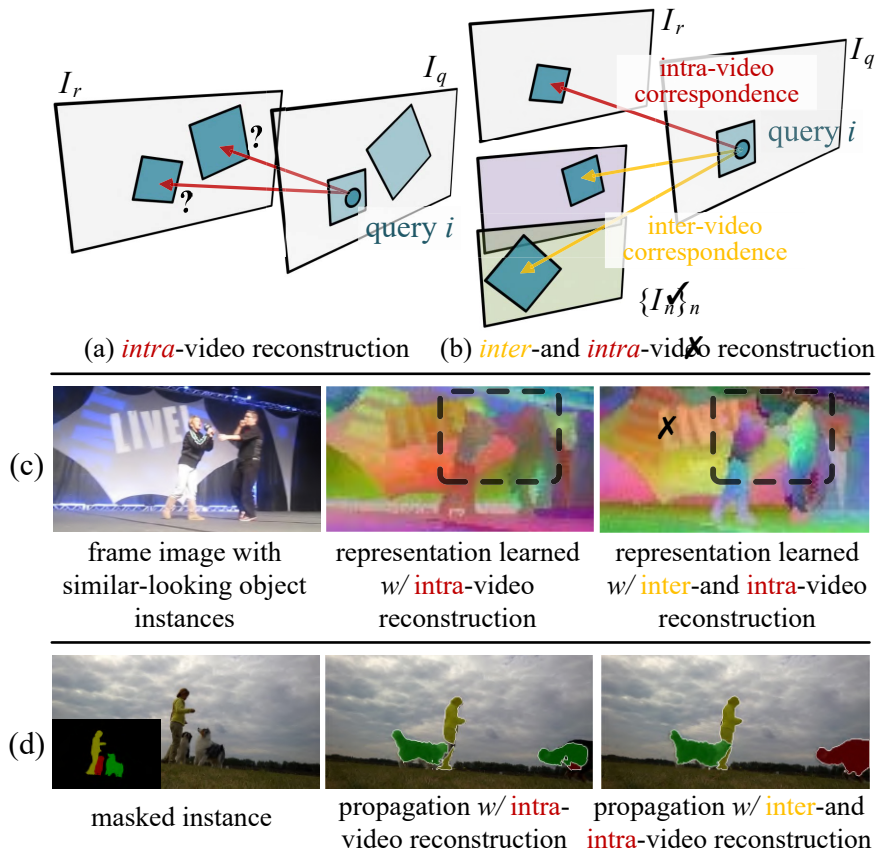 I_r
I_q
?
?
query i
I_r
I_q
intra-video
correspondence
query i
inter-video
correspondence
{I_n}_n ✓
(a) intra-video reconstruction
(b) inter-and intra-video reconstruction
✗
(c)
LIVE!
✗
frame image with
similar-looking object
instances
representation learned
w/ intra-video
reconstruction
representation learned
w/ inter-and intra-video
reconstruction
(d)
masked instance
propagation w/ intra-
video reconstruction
propagation w/ inter-and
intra-video reconstruction